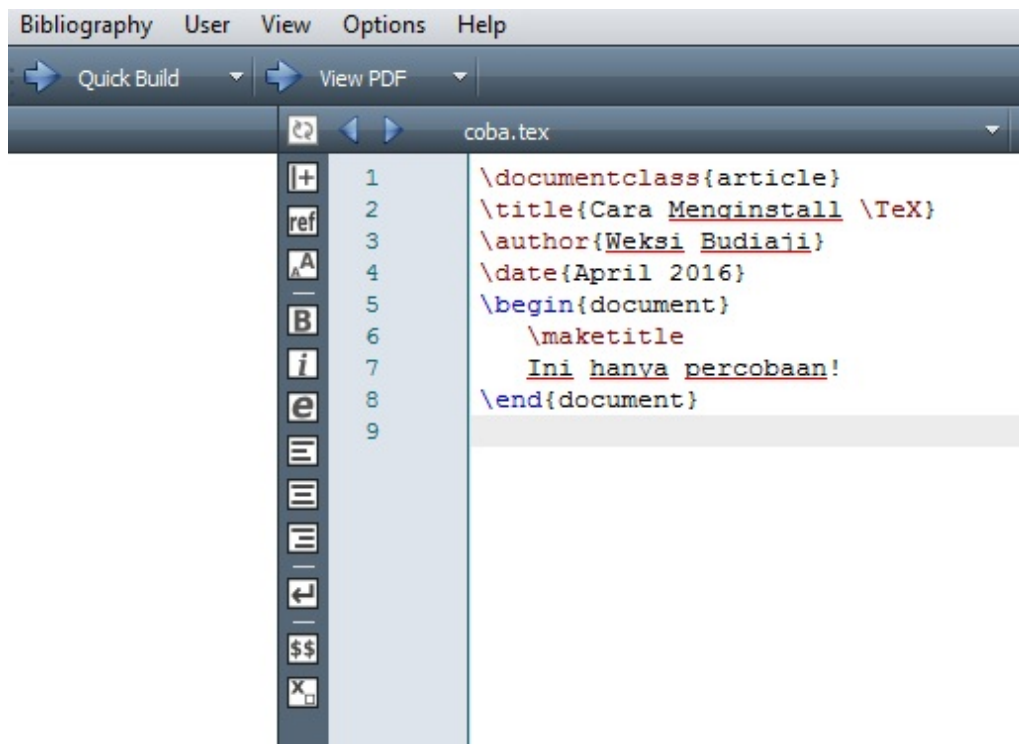 Bibliography User View Options Help
Quick Build View PDF
coba.tex
1 \documentclass{article}
2 \title{Cara Menginstall \TeX}
3 \author{Weksi Budiaji}
4 \date{April 2016}
5 \begin{document}
6 \maketitle
7 Ini hanya percobaan!
8 \end{document}
9
ref
AA
B
i
e
$$
X